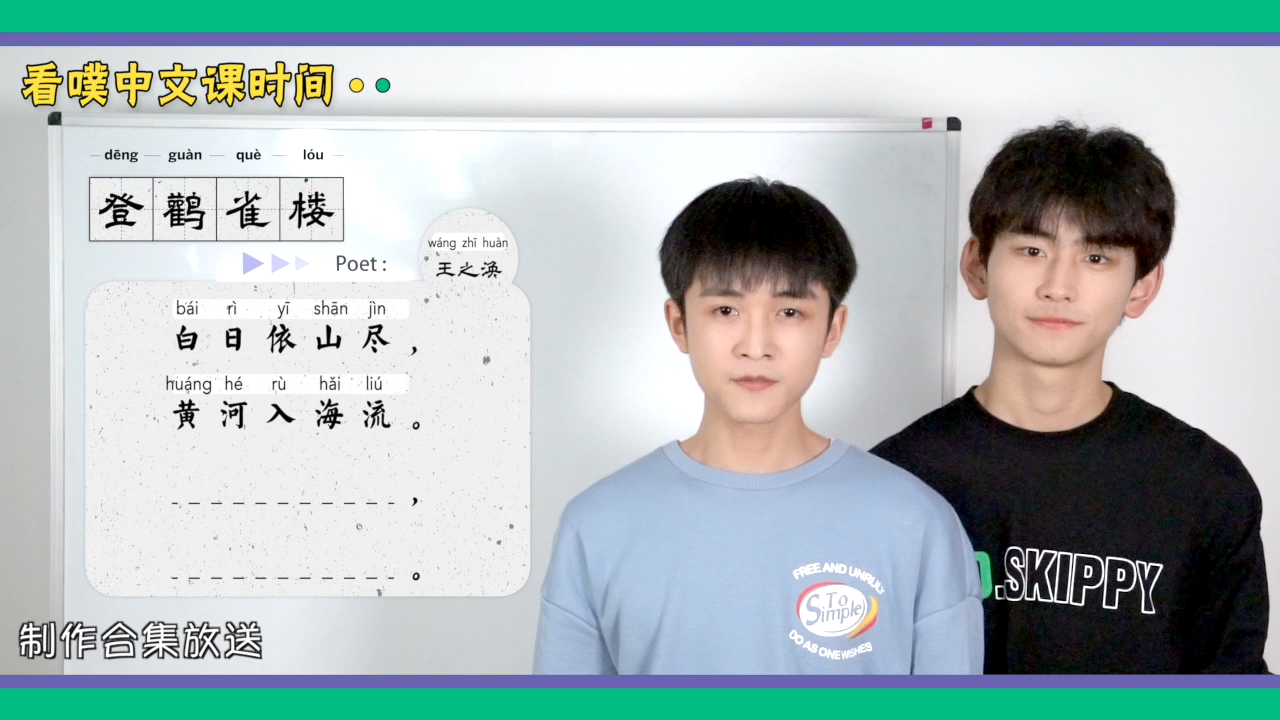 看噗中文课时间
dēng guàn què lóu
登鹳雀楼
Poet :
wáng zhī huàn
王之涣
bái rì yī shān jìn
白日依山尽，
huáng hé rù hǎi liú
黄河入海流。
_ _ _ _ _ _ _ _ _ _ ，
_ _ _ _ _ _ _ _ _ _ 。
FREE AND UNRULY
To
Simple
DO AS ONE WISHES
.SKIPPY
制作合集放送